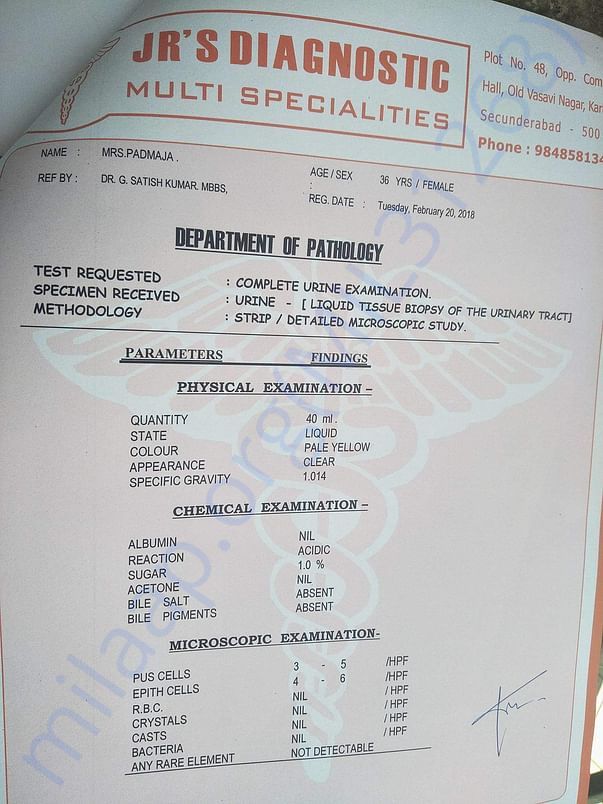 JR'S DIAGNOSTIC
MULTI SPECIALITIES
Plot No. 48, Opp. Com
Hall, Old Vasavi Nagar, Kar
Secunderabad - 500
Phone : 984858134
NAME : MRS.PADMAJA .
AGE / SEX : 36 YRS / FEMALE
REF BY : DR. G. SATISH KUMAR. MBBS,
REG. DATE : Tuesday, February 20, 2018
DEPARTMENT OF PATHOLOGY
TEST REQUESTED : COMPLETE URINE EXAMINATION.
SPECIMEN RECEIVED : URINE - [ LIQUID TISSUE BIOPSY OF THE URINARY TRACT]
METHODOLOGY : STRIP / DETAILED MICROSCOPIC STUDY.
PARAMETERS FINDINGS
PHYSICAL EXAMINATION –
QUANTITY 40 ml .
STATE LIQUID
COLOUR PALE YELLOW
APPEARANCE CLEAR
SPECIFIC GRAVITY 1.014
CHEMICAL EXAMINATION –
ALBUMIN NIL
REACTION ACIDIC
SUGAR 1.0 %
ACETONE NIL
BILE SALT ABSENT
BILE PIGMENTS ABSENT
MICROSCOPIC EXAMINATION-
PUS CELLS 3 - 5 /HPF
EPITH CELLS 4 - 6 /HPF
R.B.C. NIL / HPF
CRYSTALS NIL / HPF
CASTS NIL / HPF
BACTERIA NIL / HPF
ANY RARE ELEMENT NOT DETECTABLE